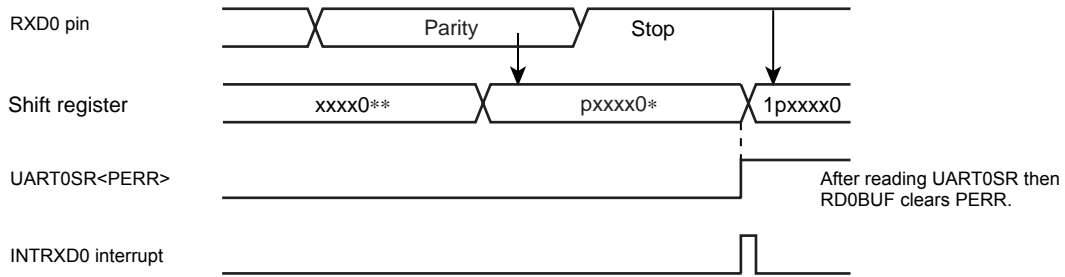 RXD0 pin
Parity
Stop
Shift register
xxxx0**
pxxxx0*
1pxxxx0
UART0SR<PERR>
After reading UART0SR then
RD0BUF clears PERR.
INTRXD0 interrupt